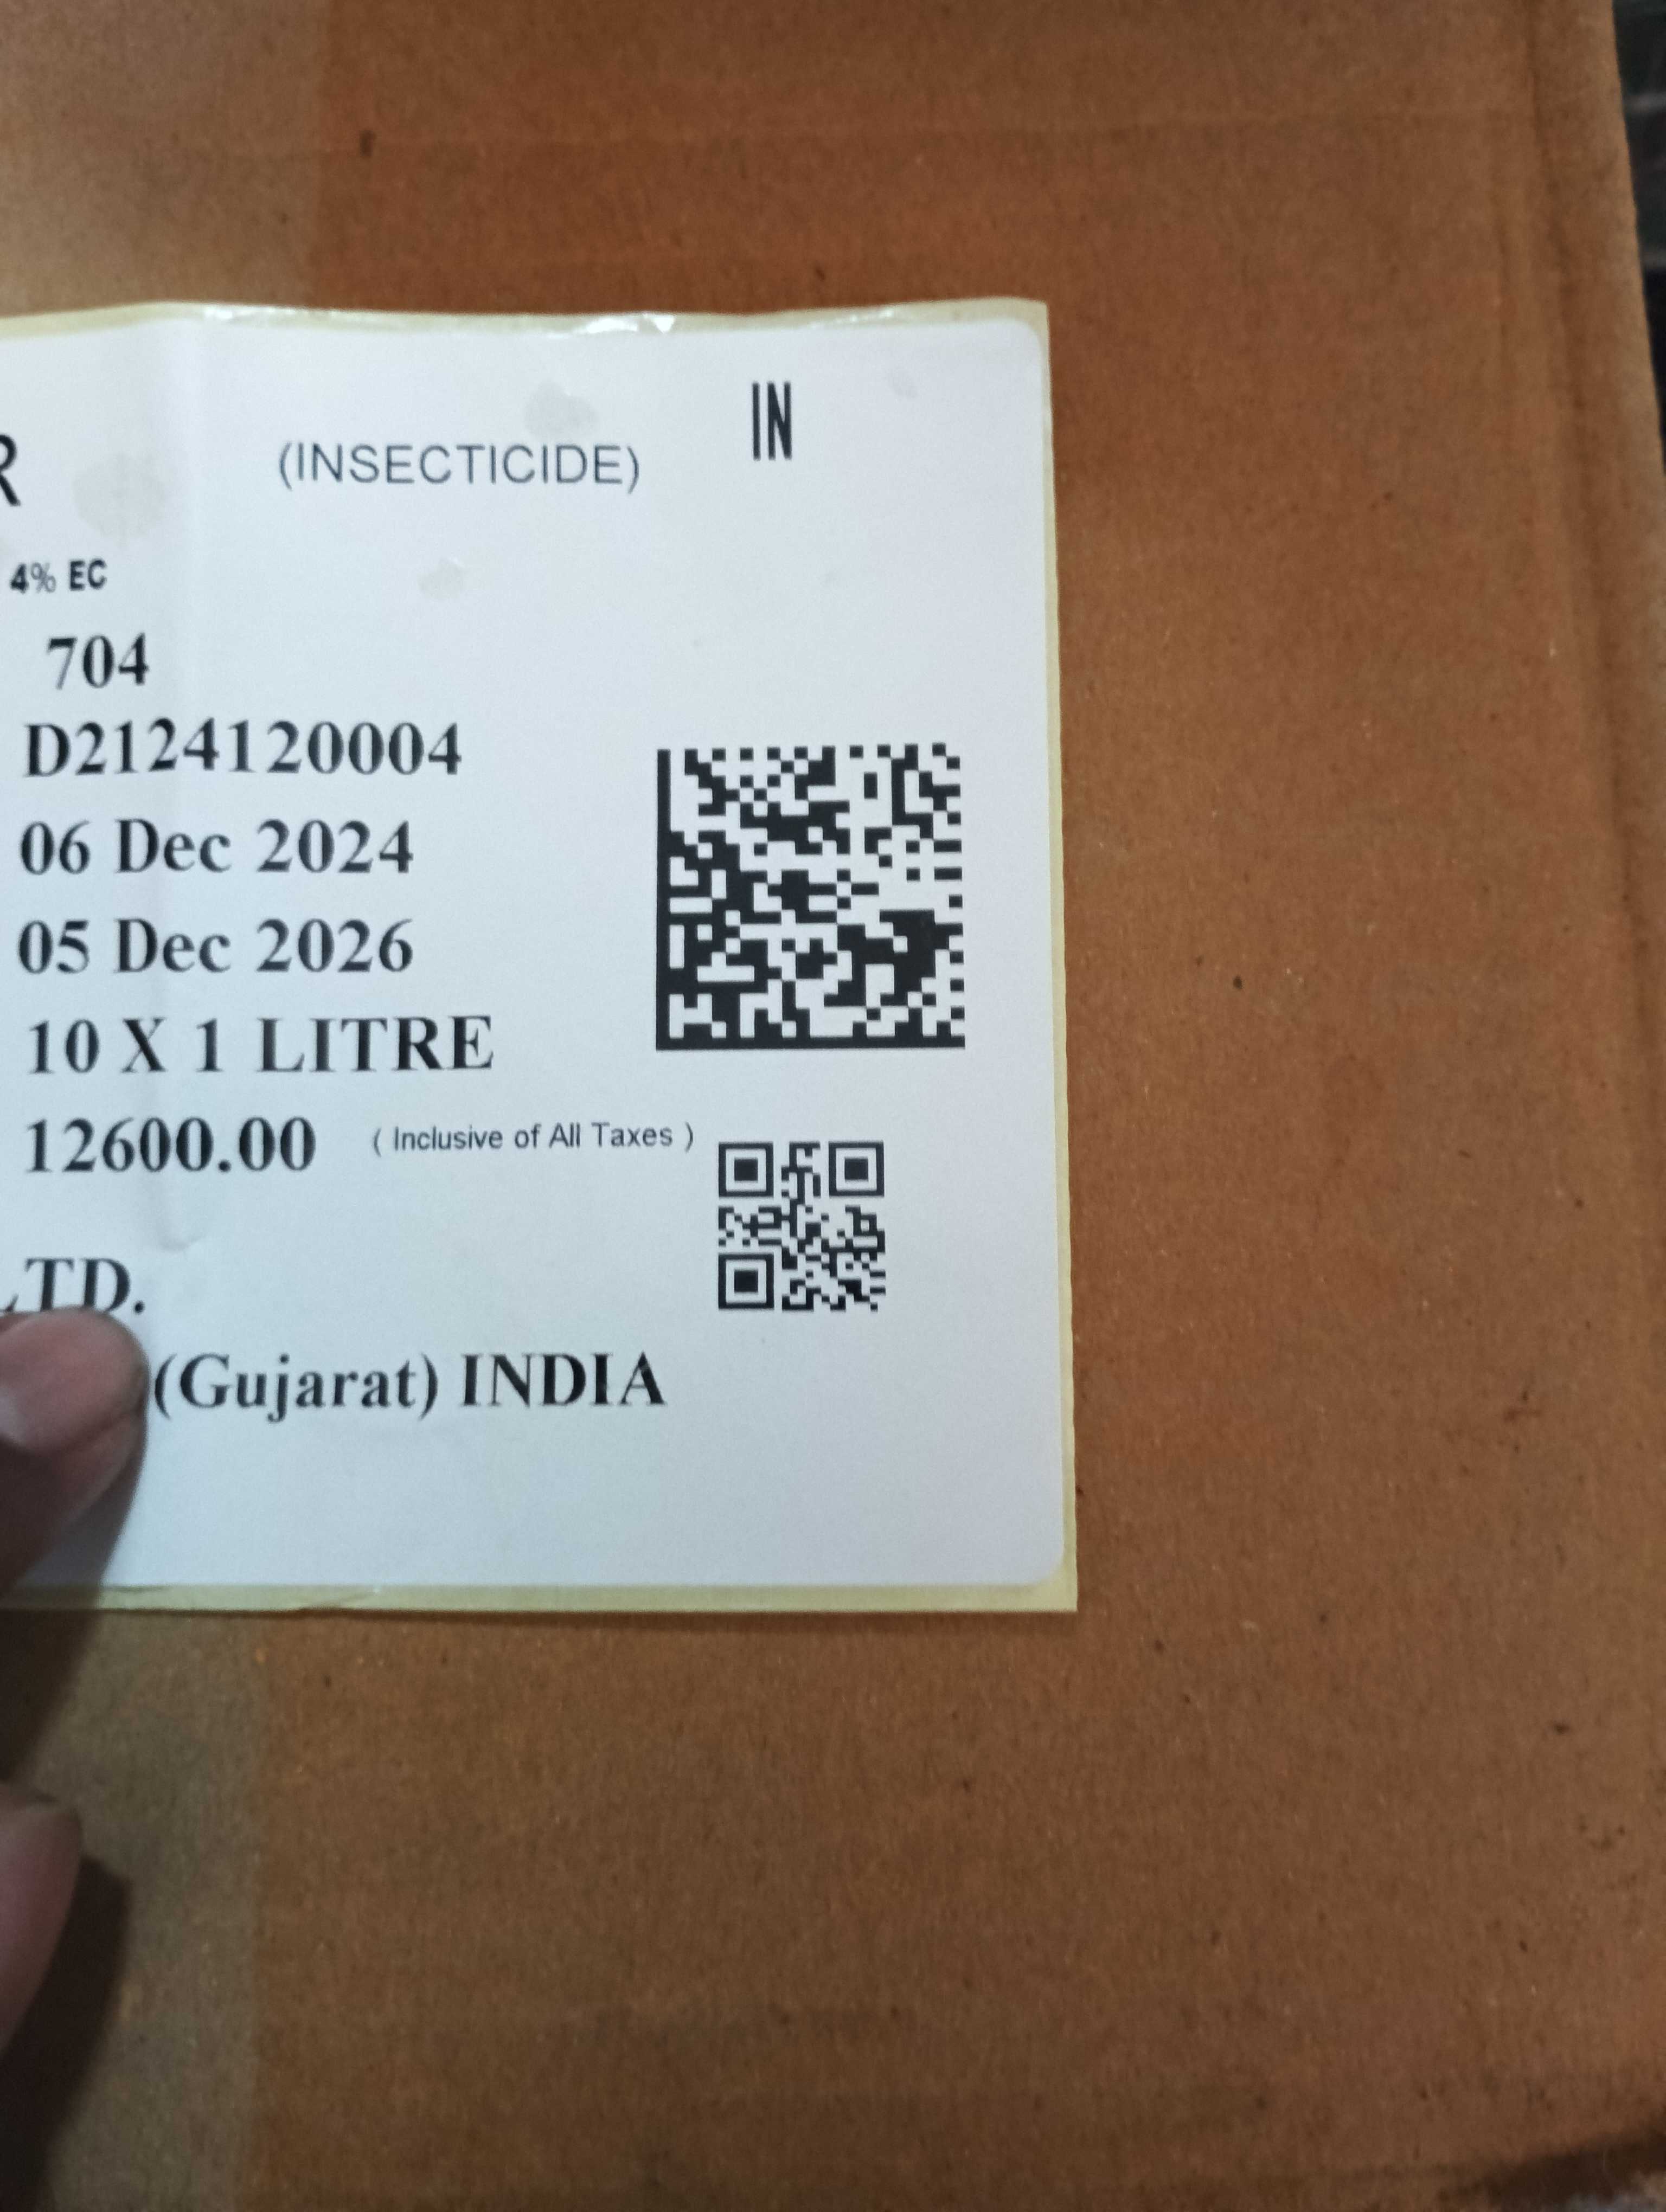 R (INSECTICIDE) IN
4% EC
704
D2124120004
06 Dec 2024
05 Dec 2026
10 X 1 LITRE
12600.00 ( Inclusive of All Taxes )
LTD.
(Gujarat) INDIA